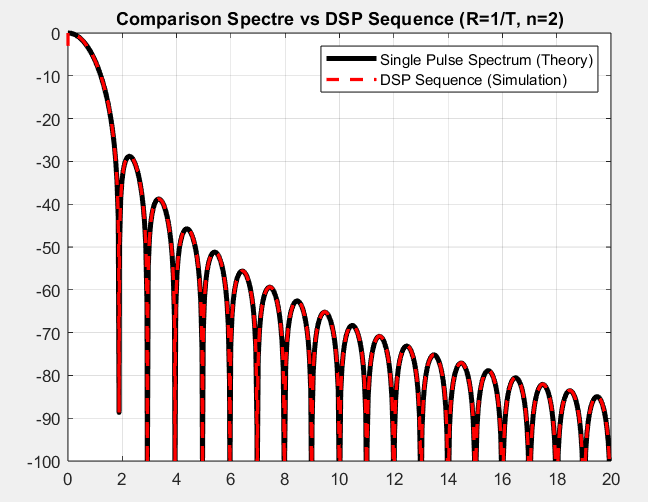 Comparison Spectre vs DSP Sequence (R=1/T, n=2)
Single Pulse Spectrum (Theory)
DSP Sequence (Simulation)
0
-10
-20
-30
-40
-50
-60
-70
-80
-90
-100
0 2 4 6 8 10 12 14 16 18 20